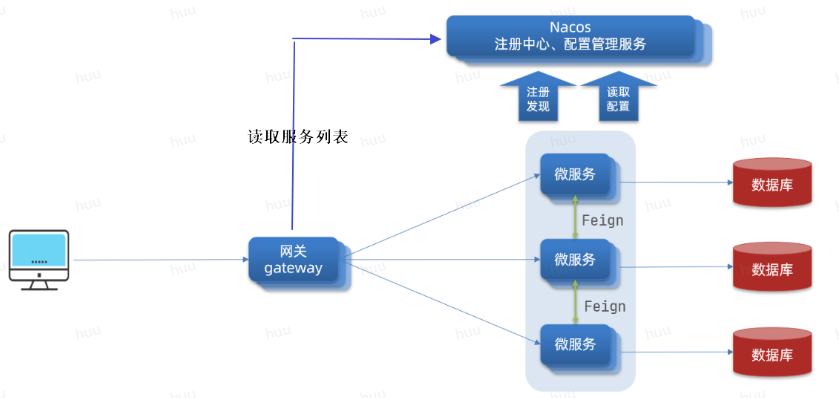 Nacos
注册中心、配置管理服务
注册
发现
读取
配置
读取服务列表
微服务
数据库
Feign
网关
gateway
微服务
数据库
Feign
微服务
数据库
huu